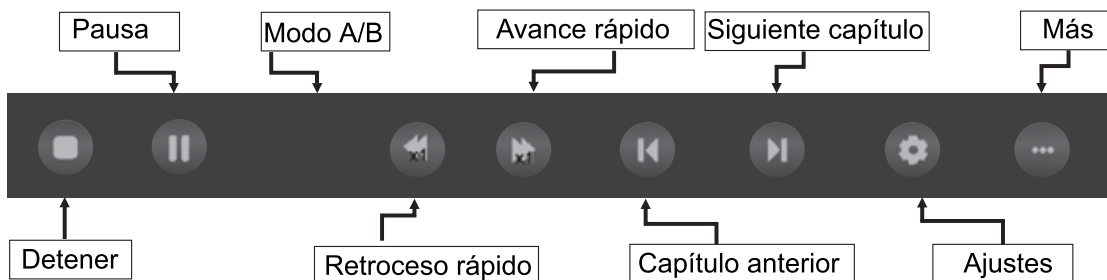 Pausa
Modo A/B
Avance rápido
Siguiente capítulo
Más
x1
x1
Detener
Retroceso rápido
Capítulo anterior
Ajustes